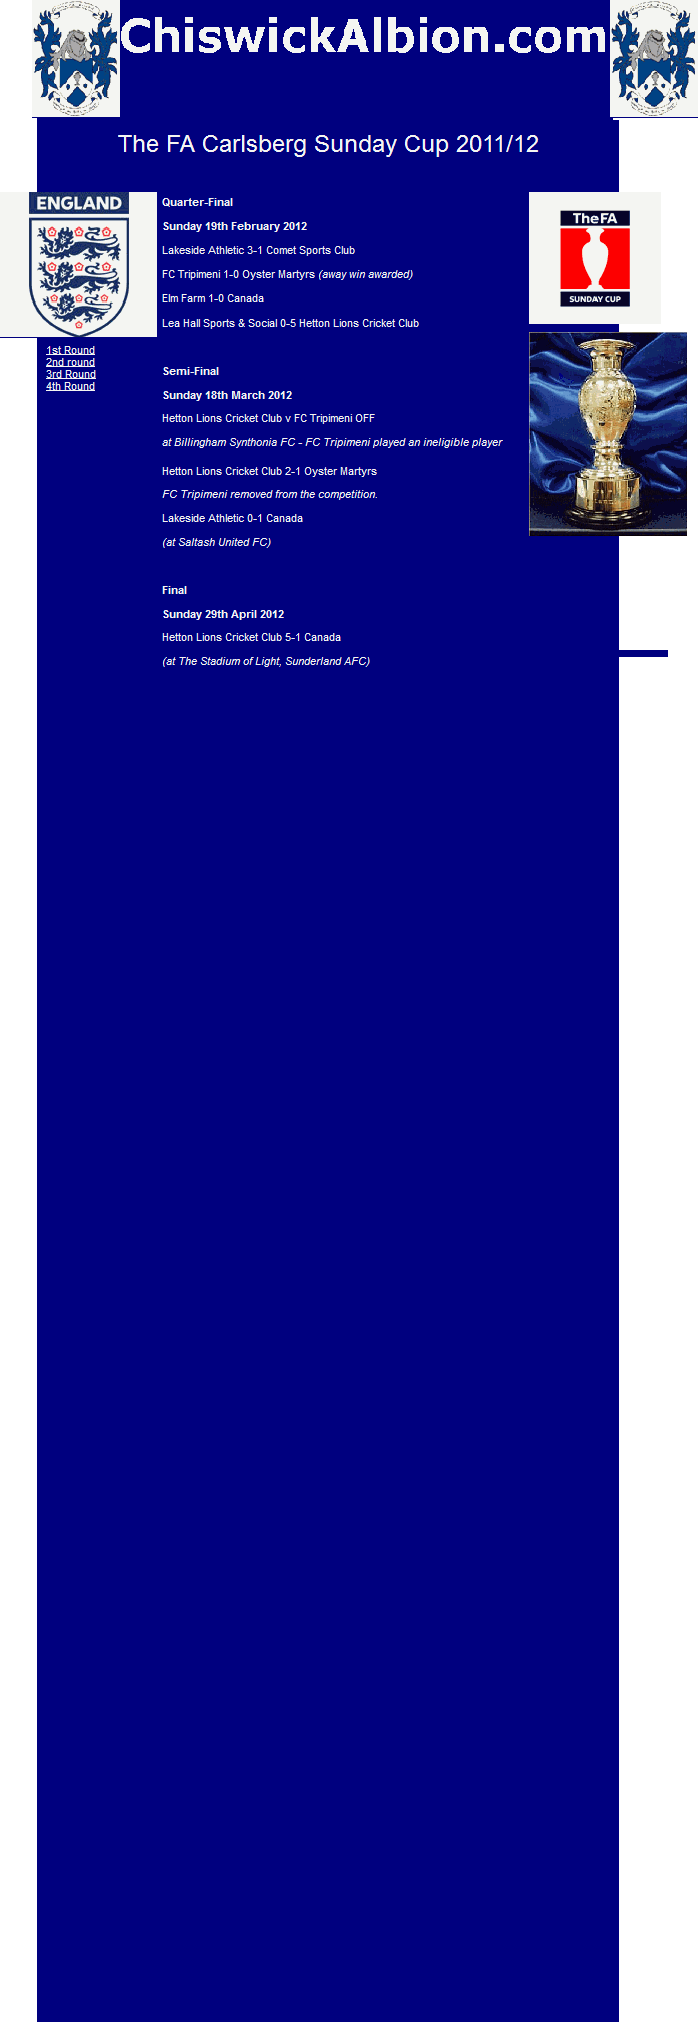 ChiswickAlbion.com
The FA Carlsberg Sunday Cup 2011/12
ENGLAND
1st Round
2nd round
3rd Round
4th Round
Quarter-Final
Sunday 19th February 2012
Lakeside Athletic 3-1 Comet Sports Club
FC Tripimeni 1-0 Oyster Martyrs (away win awarded)
Elm Farm 1-0 Canada
Lea Hall Sports & Social 0-5 Hetton Lions Cricket Club
Semi-Final
Sunday 18th March 2012
Hetton Lions Cricket Club v FC Tripimeni OFF
at Billingham Synthonia FC - FC Tripimeni played an ineligible player
Hetton Lions Cricket Club 2-1 Oyster Martyrs
FC Tripimeni removed from the competition.
Lakeside Athletic 0-1 Canada
(at Saltash United FC)
Final
Sunday 29th April 2012
Hetton Lions Cricket Club 5-1 Canada
(at The Stadium of Light, Sunderland AFC)
The FA
SUNDAY CUP